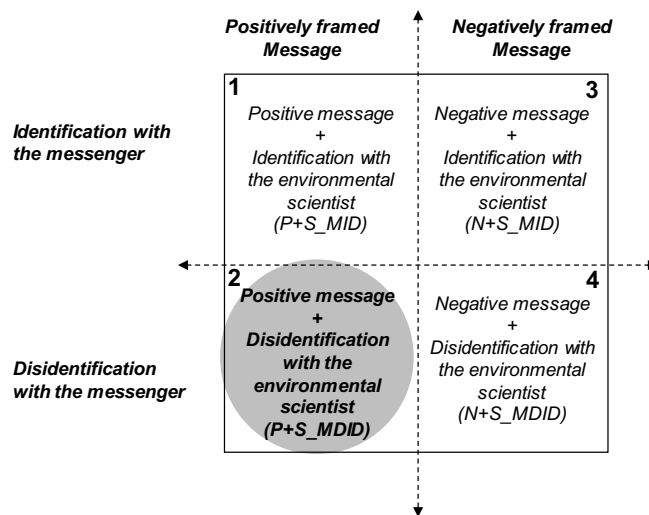 Positively framed
Message
Negatively framed
Message
Identification with
the messenger
1
Positive message
+
Identification with
the environmental
scientist
(P+S_MID)
3
Negative message
+
Identification with
the environmental
scientist
(N+S_MID)
Disidentification
with the messenger
2
Positive message
+
Disidentification
with the
environmental
scientist
(P+S_MDID)
4
Negative message
+
Disidentification with
the environmental
scientist
(N+S_MDID)